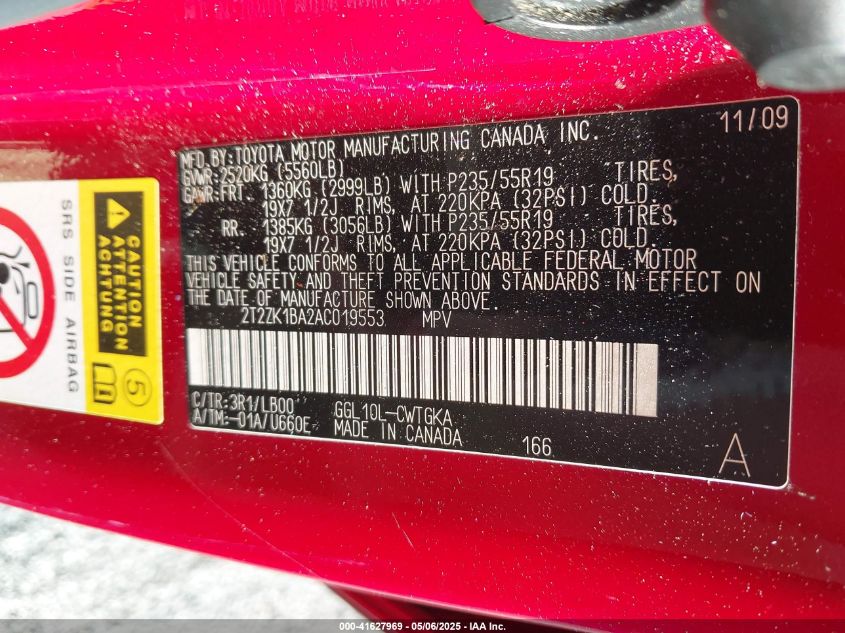 11/09
MFD.BY:TOYOTA MOTOR MANUFACTURING CANADA INC.
GVWR:2520KG (5560LB)
GAWR:FRT. 1360KG (2999LB) WITH P235/55R19 TIRES,
19X7 1/2J RIMS, AT 220KPA (32PSI) COLD.
RR. 1385KG (3056LB) WITH P235/55R19 TIRES,
19X7 1/2J RIMS, AT 220KPA (32PSI) COLD.
THIS VEHICLE CONFORMS TO ALL APPLICABLE FEDERAL MOTOR
VEHICLE SAFETY AND THEFT PREVENTION STANDARDS IN EFFECT ON
THE DATE OF MANUFACTURE SHOWN ABOVE.
2T2ZK1BA2AC019553 MPV
C/TR:3R1/LB00 GGL10L-CWTGKA
A/TM:-01A/U660E MADE IN CANADA
166
A
CAUTION
ATTENTION
ACHTUNG
5
SRS SIDE AIRBAG
000-41627969 - 05/06/2025 - IAA Inc.